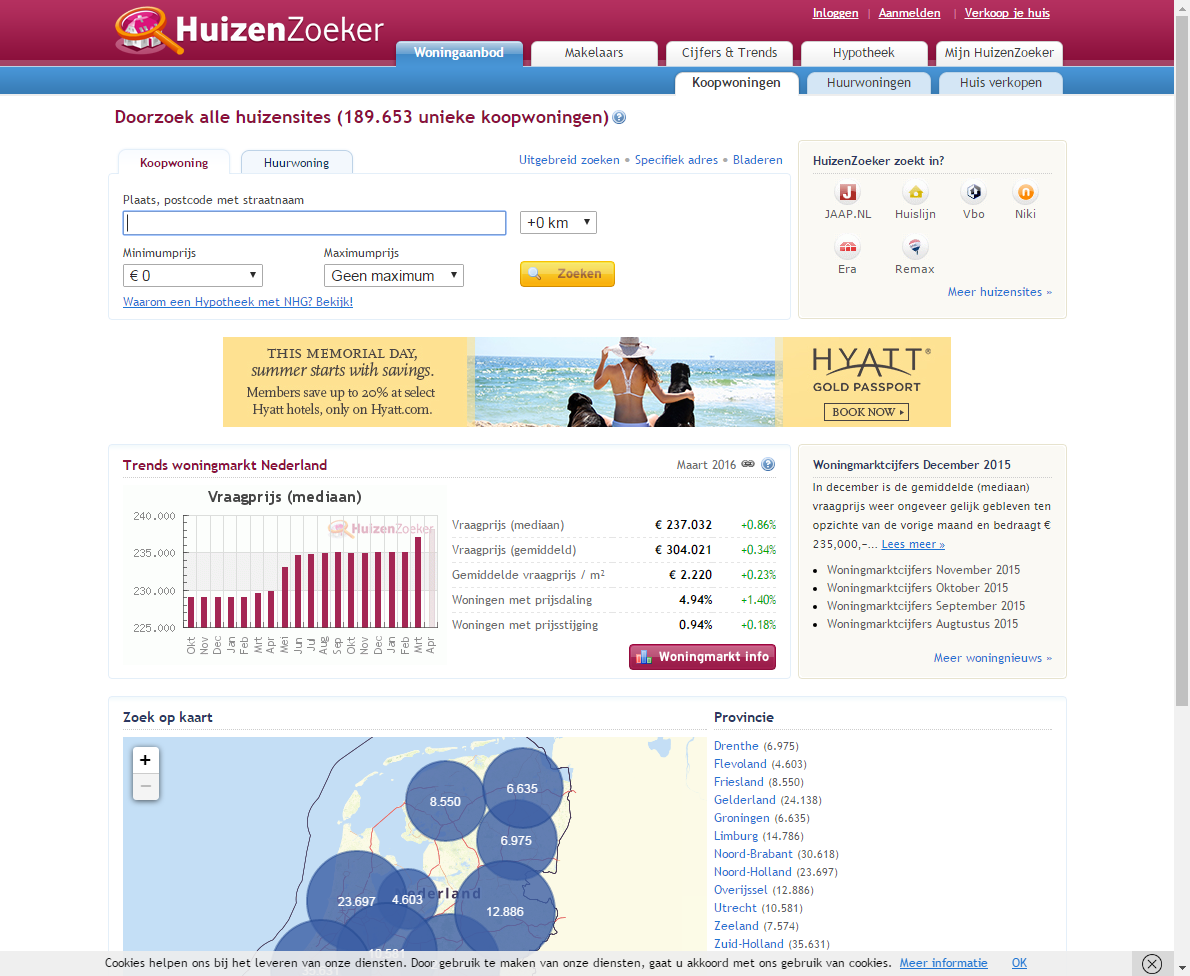 Inloggen | Aanmelden | Verkoop je huis
HuizenZoeker
Woningaanbod Makelaars Cijfers & Trends Hypotheek Mijn HuizenZoeker
Koopwoningen Huurwoningen Huis verkopen
Doorzoek alle huizensites (189.653 unieke koopwoningen) ?
Koopwoning Huurwoning
Uitgebreid zoeken • Specifiek adres • Bladeren
Plaats, postcode met straatnaam
+0 km
Minimumprijs Maximumprijs
€ 0 Geen maximum Zoeken
Waarom een Hypotheek met NHG? Bekijk!
HuizenZoeker zoekt in?
JAAP.NL Huislijn Vbo Niki
Era Remax
Meer huizensites »
THIS MEMORIAL DAY,
summer starts with savings.
Members save up to 20% at select
Hyatt hotels, only on Hyatt.com.
HYATT®
GOLD PASSPORT
BOOK NOW ▸
Trends woningmarkt Nederland Maart 2016 ?
Vraagprijs (mediaan)
HuizenZoeker
240.000
235.000
230.000
225.000
Okt Nov Dec Jan Feb Mrt Apr Mei Jun Jul Aug Sep Okt Nov Dec Jan Feb Mrt Apr
Vraagprijs (mediaan) € 237.032 +0.86%
Vraagprijs (gemiddeld) € 304.021 +0.34%
Gemiddelde vraagprijs / m² € 2.220 +0.23%
Woningen met prijsdaling 4.94% +1.40%
Woningen met prijsstijging 0.94% +0.18%
Woningmarkt info
Woningmarktcijfers December 2015
In december is de gemiddelde (mediaan)
vraagprijs weer ongeveer gelijk gebleven ten
opzichte van de vorige maand en bedraagt €
235,000,-... Lees meer »
• Woningmarktcijfers November 2015
• Woningmarktcijfers Oktober 2015
• Woningmarktcijfers September 2015
• Woningmarktcijfers Augtustus 2015
Meer woningnieuws »
Zoek op kaart
+
−
8.550
6.635
6.975
23.697
4.603
12.886
10.581
Provincie
Drenthe (6.975)
Flevoland (4.603)
Friesland (8.550)
Gelderland (24.138)
Groningen (6.635)
Limburg (14.786)
Noord-Brabant (30.618)
Noord-Holland (23.697)
Overijssel (12.886)
Utrecht (10.581)
Zeeland (7.574)
Zuid-Holland (35.631)
Cookies helpen ons bij het leveren van onze diensten. Door gebruik te maken van onze diensten, gaat u akkoord met ons gebruik van cookies. Meer informatie OK